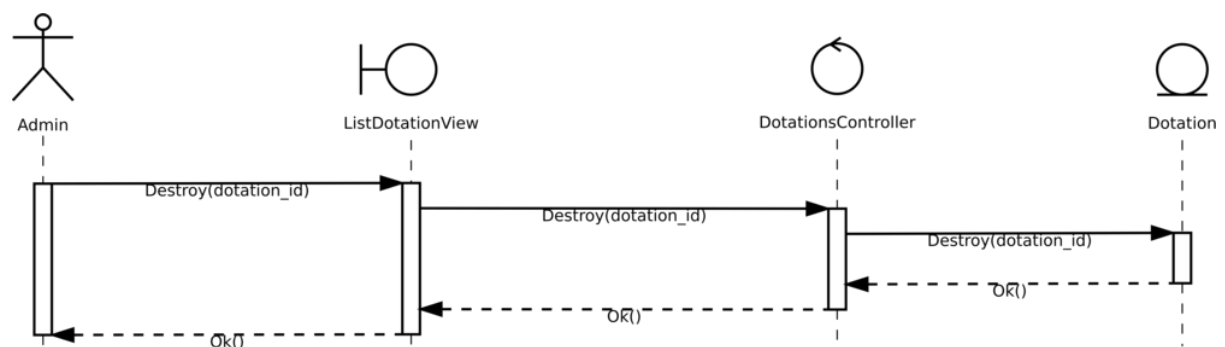 Admin
ListDotationView
DotationsController
Dotation
Destroy(dotation_id)
Destroy(dotation_id)
Destroy(dotation_id)
Ok()
Ok()
Ok()